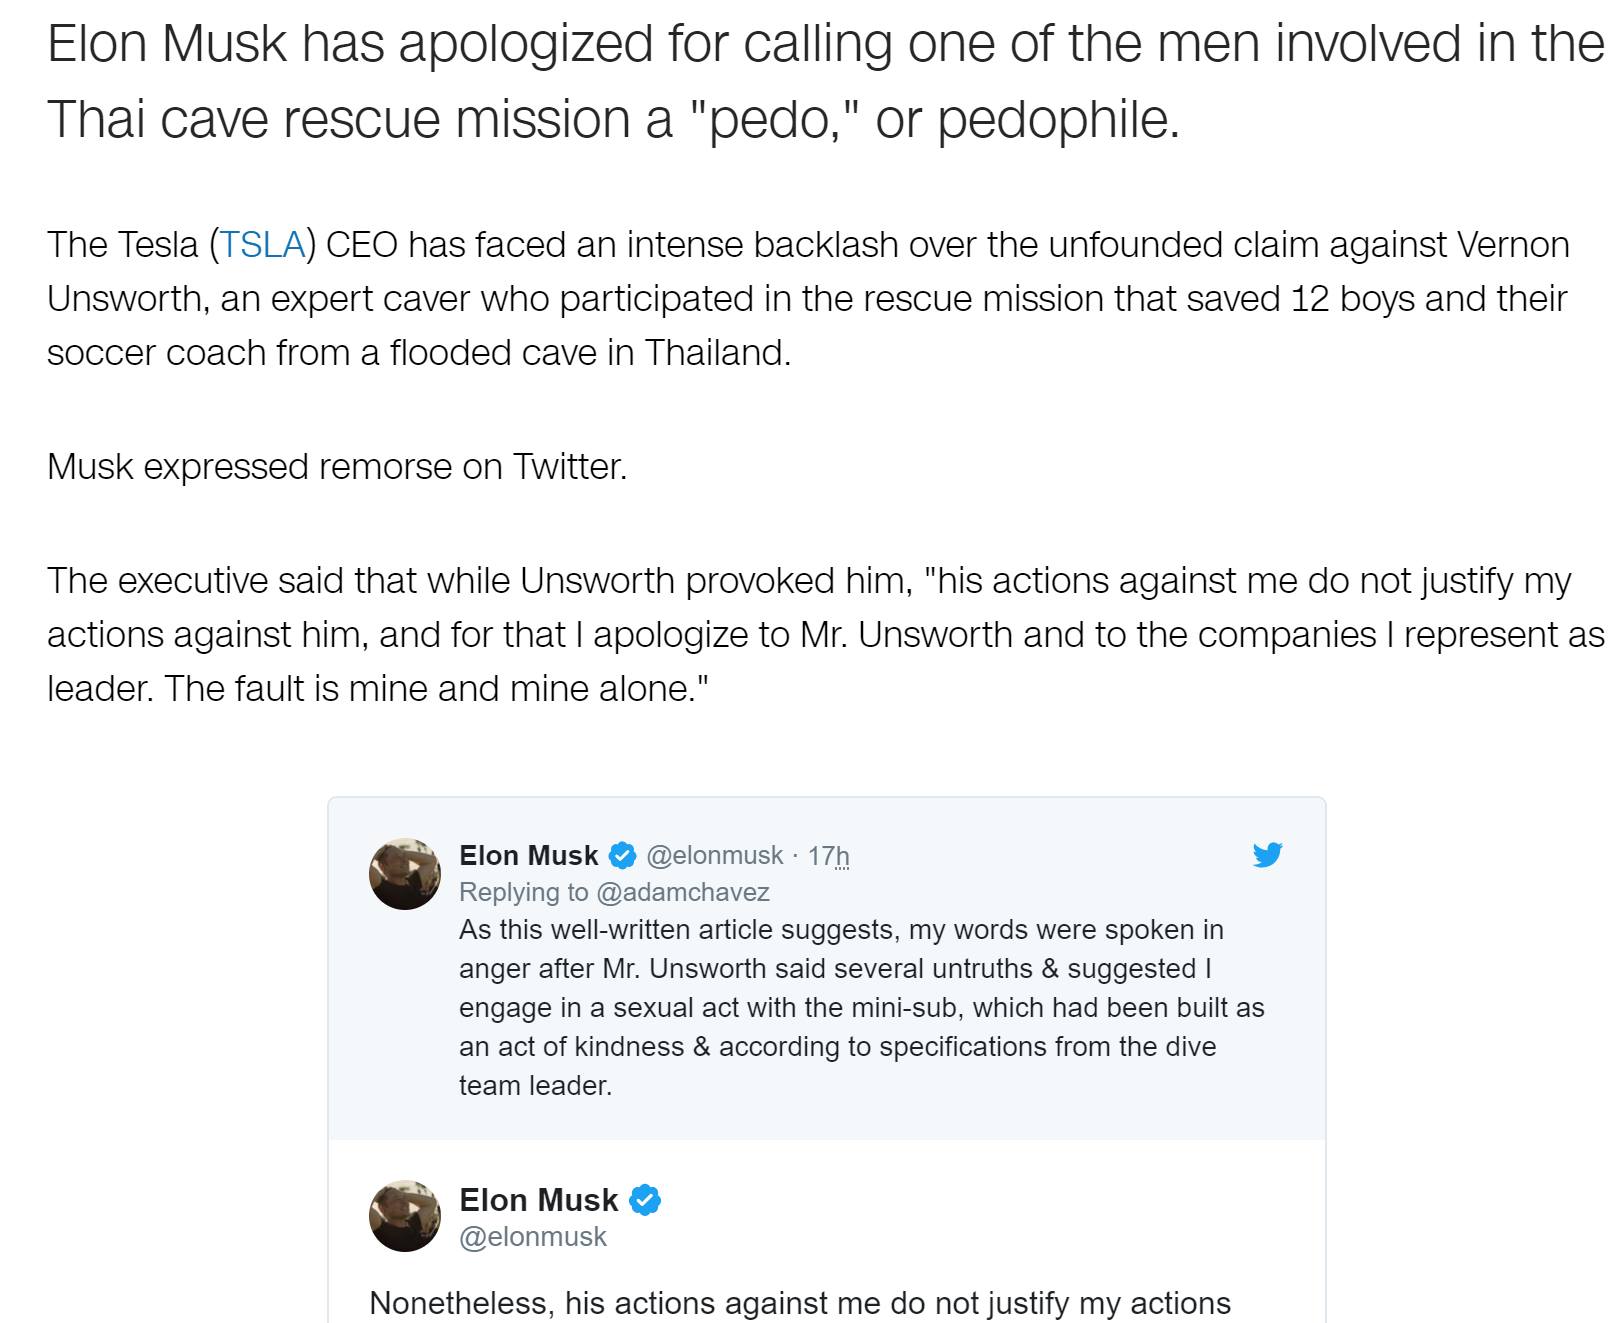 Elon Musk has apologized for calling one of the men involved in the
Thai cave rescue mission a "pedo," or pedophile.
The Tesla (TSLA) CEO has faced an intense backlash over the unfounded claim against Vernon
Unsworth, an expert caver who participated in the rescue mission that saved 12 boys and their
soccer coach from a flooded cave in Thailand.
Musk expressed remorse on Twitter.
The executive said that while Unsworth provoked him, "his actions against me do not justify my
actions against him, and for that I apologize to Mr. Unsworth and to the companies I represent as
leader. The fault is mine and mine alone."
Elon Musk @elonmusk · 17h
Replying to @adamchavez
As this well-written article suggests, my words were spoken in
anger after Mr. Unsworth said several untruths & suggested I
engage in a sexual act with the mini-sub, which had been built as
an act of kindness & according to specifications from the dive
team leader.
Elon Musk
@elonmusk
Nonetheless, his actions against me do not justify my actions